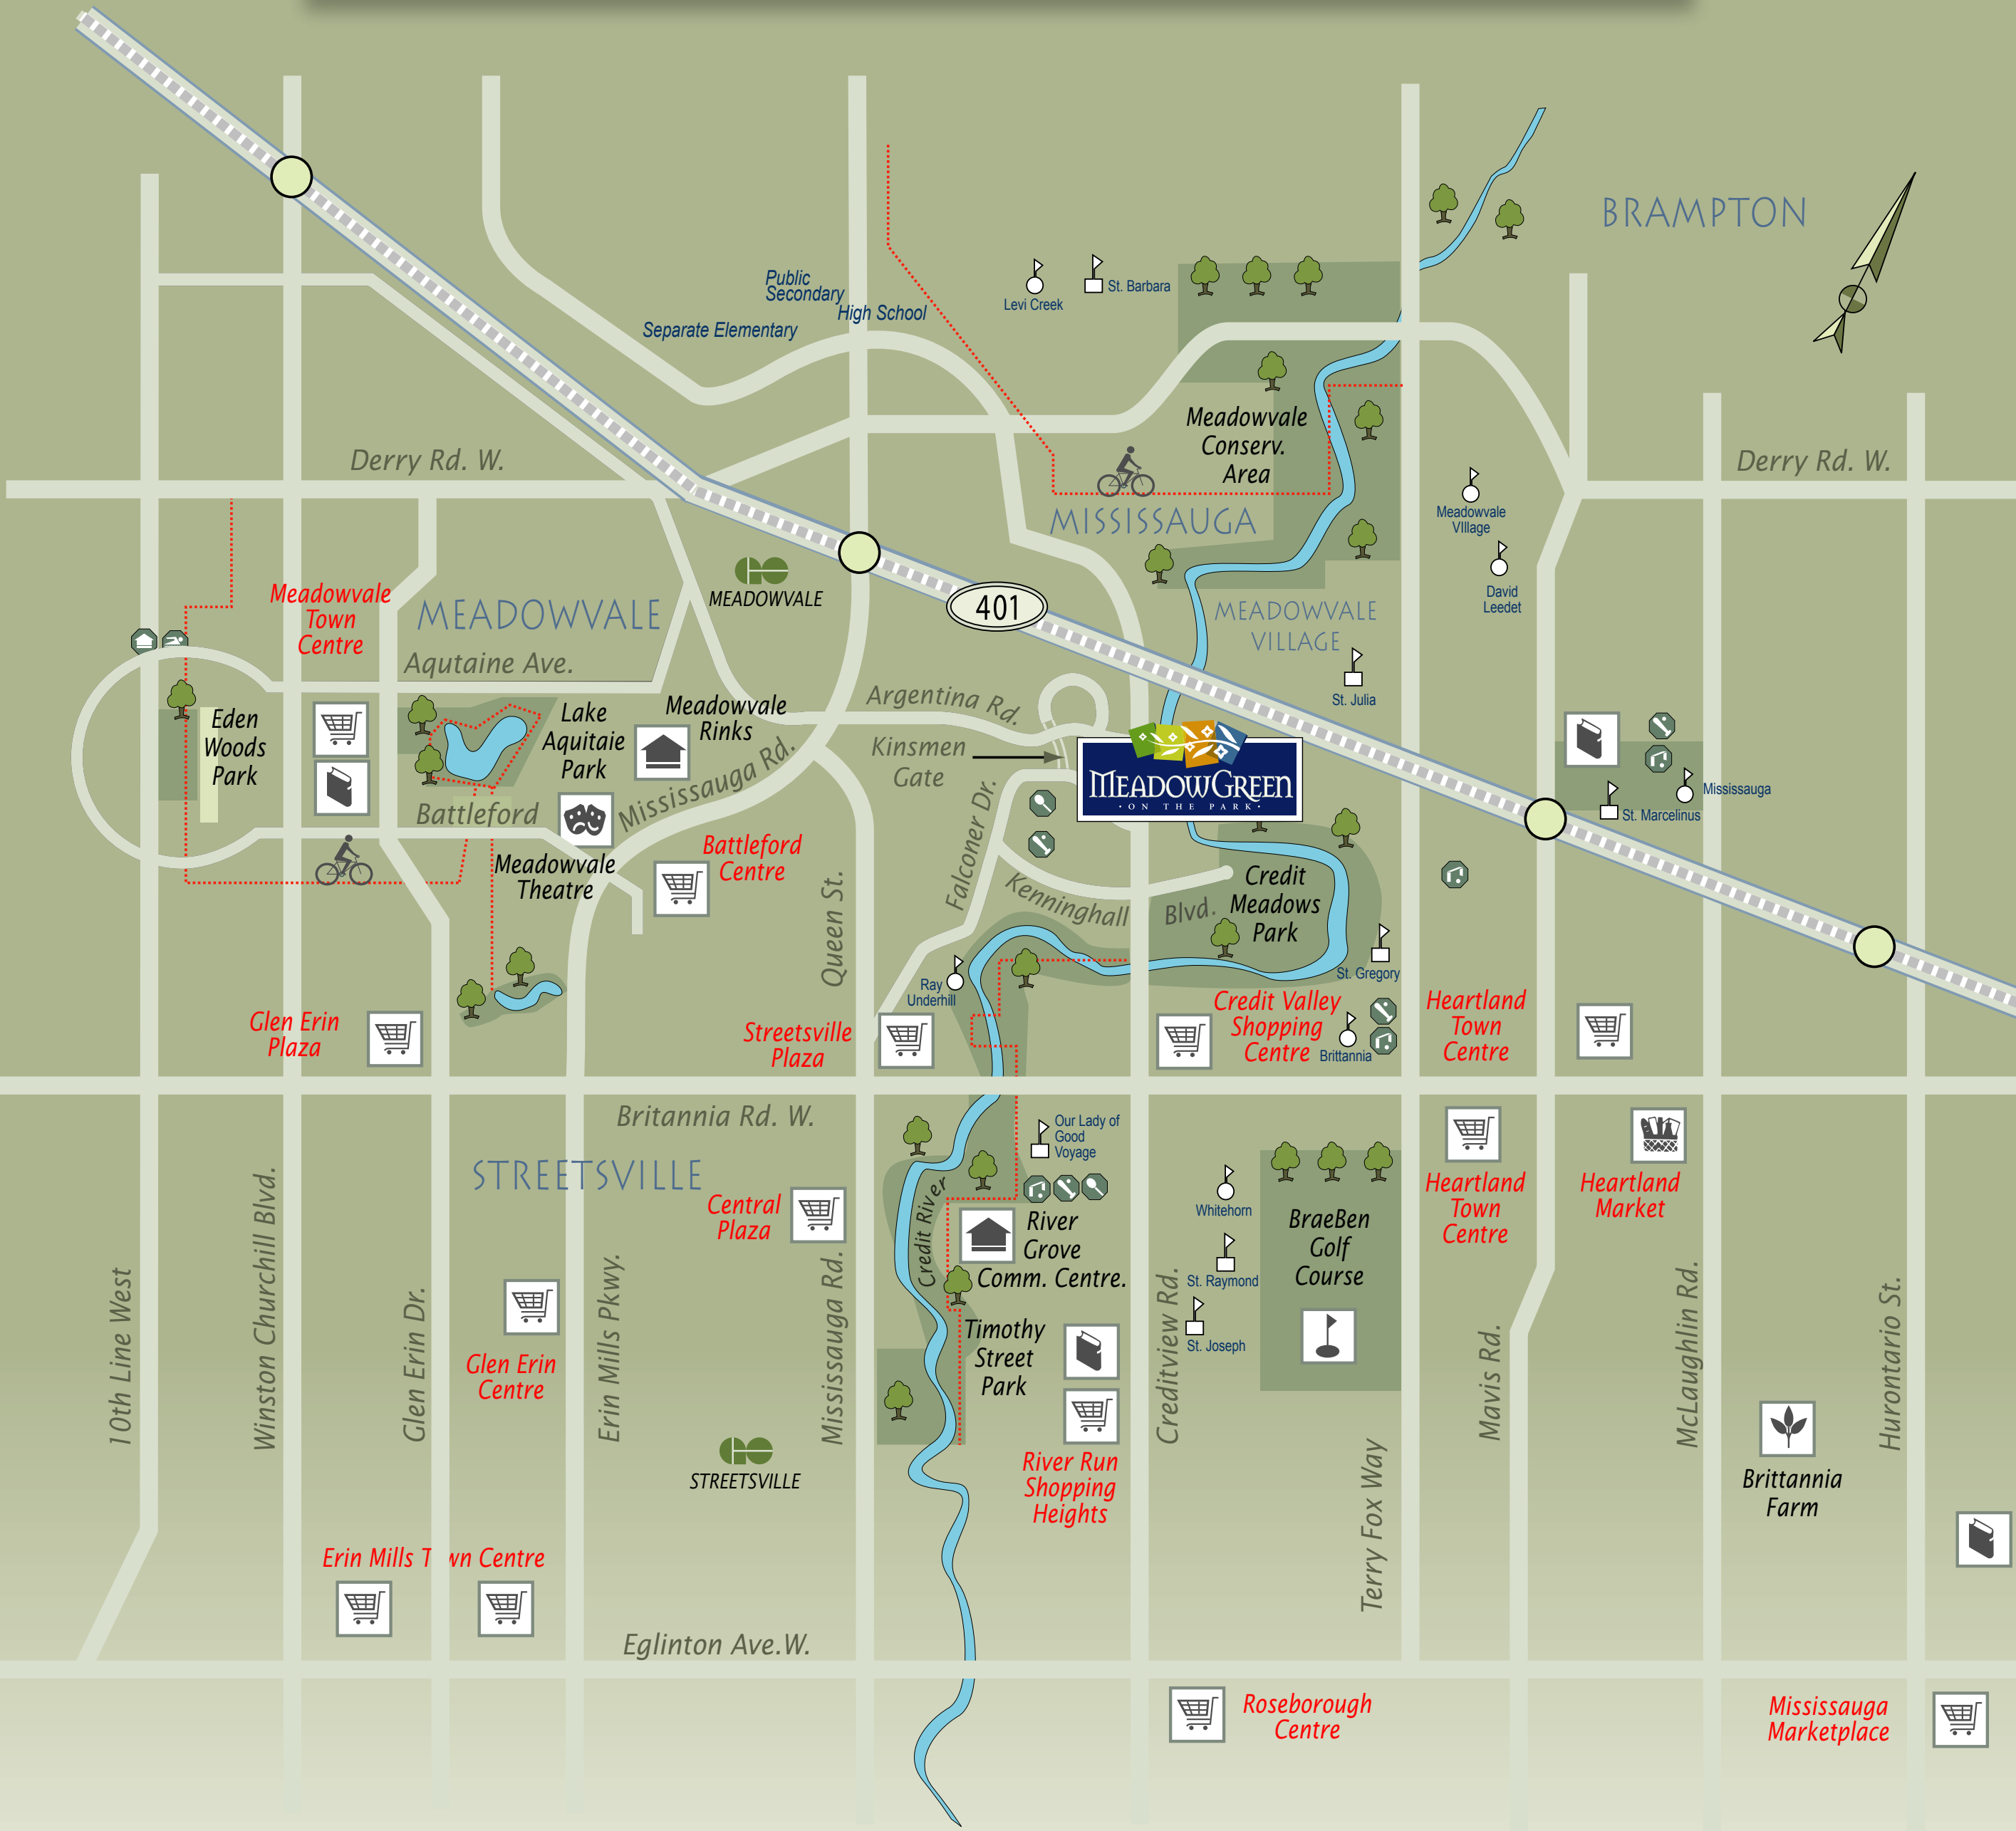 BRAMPTON
Public
Secondary
High School
Separate Elementary
Levi Creek
St. Barbara
Derry Rd. W.
Derry Rd. W.
Meadowvale
Conserv.
Area
MISSISSAUGA
Meadowvale
VIllage
David
Leedet
MEADOWVALE
401
MEADOWVALE
VILLAGE
St. Julia
Meadowvale
Town
Centre
MEADOWVALE
Aqutaine Ave.
Eden
Woods
Park
Lake
Aquitaie
Park
Meadowvale
Rinks
Argentina Rd.
Kinsmen
Gate
MEADOWGREEN
· ON THE PARK ·
Mississauga
St. Marcelinus
Battleford
Mississauga Rd.
Meadowvale
Theatre
Battleford
Centre
Queen St.
Falconer Dr.
Kenninghall
Blvd.
Credit
Meadows
Park
St. Gregory
Ray
Underhill
Glen Erin
Plaza
Streetsville
Plaza
Credit Valley
Shopping
Centre
Brittannia
Heartland
Town
Centre
Britannia Rd. W.
Our Lady of
Good
Voyage
STREETSVILLE
Central
Plaza
Credit River
River
Grove
Comm. Centre.
Whitehorn
St. Raymond
St. Joseph
BraeBen
Golf
Course
Heartland
Town
Centre
Heartland
Market
10th Line West
Winston Churchill Blvd.
Glen Erin Dr.
Glen Erin
Centre
Erin Mills Pkwy.
Mississauga Rd.
Timothy
Street
Park
Creditview Rd.
Terry Fox Way
Mavis Rd.
McLaughlin Rd.
Hurontario St.
STREETSVILLE
River Run
Shopping
Heights
Brittannia
Farm
Erin Mills T wn Centre
Eglinton Ave.W.
Roseborough
Centre
Mississauga
Marketplace